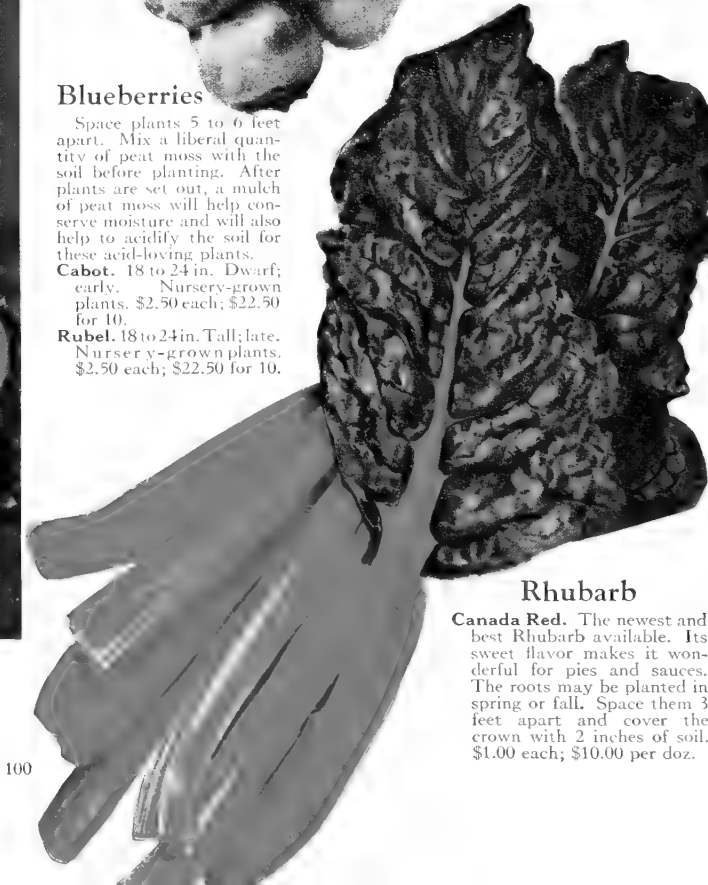 Blueberries
Space plants 5 to 6 feet
apart. Mix a liberal quan-
tity of peat moss with the
soil before planting. After
plants are set out, a mulch
of peat moss will help con-
serve moisture and will also
help to acidify the soil for
these acid-loving plants.
Cabot. 18 to 24 in. Dwarf;
early. Nursery-grown
plants. $2.50 each; $22.50
for 10.
Rubel. 18 to 24 in. Tall; late.
Nursery-grown plants.
$2.50 each; $22.50 for 10.
Rhubarb
Canada Red. The newest and
best Rhubarb available. Its
sweet flavor makes it won-
derful for pies and sauces.
The roots may be planted in
spring or fall. Space them 3
feet apart and cover the
crown with 2 inches of soil.
$1.00 each; $10.00 per doz.
100